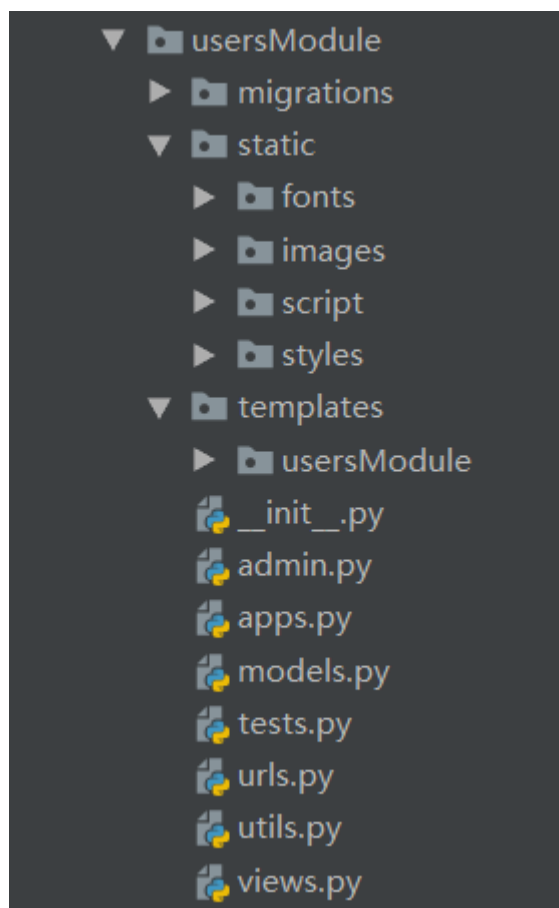 usersModule
migrations
static
fonts
images
script
styles
templates
usersModule
__init__.py
admin.py
apps.py
models.py
tests.py
urls.py
utils.py
views.py